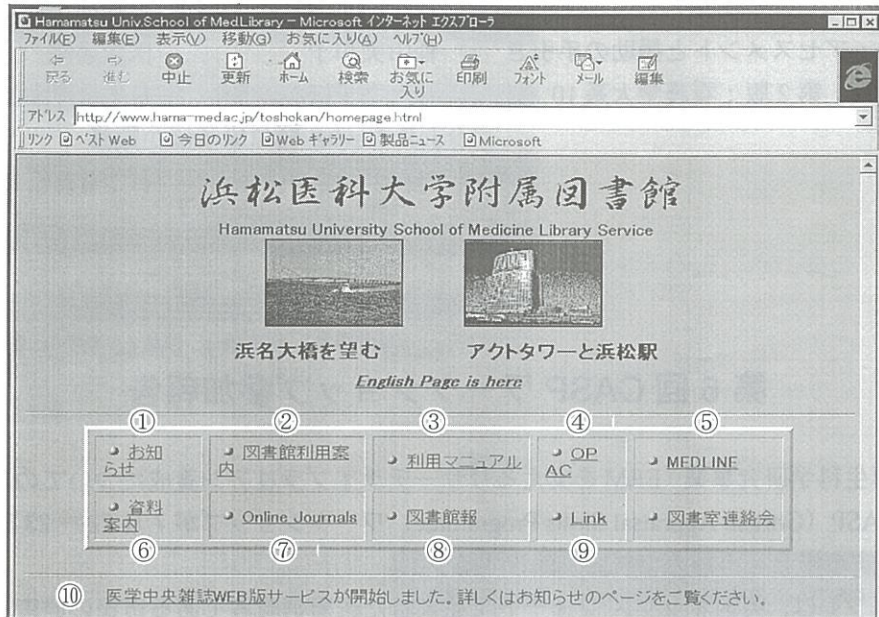 Hamamatsu Univ.School of Med.Library - Microsoft インターネット エクスプローラ
ファイル(F) 編集(E) 表示(V) 移動(G) お気に入り(A) ヘルプ(H)
戻る 進む 中止 更新 ホーム 検索 お気に入り 印刷 フォント メール 編集
アドレス http://www.hama-med.ac.jp/toshokan/homepage.html
リンク ベスト Web 今日のリンク Web ギャラリー 製品ニュース Microsoft
浜松医科大学附属図書館
Hamamatsu University School of Medicine Library Service
浜名大橋を望む アクトタワーと浜松駅
English Page is here
① ② ③ ④ ⑤
お知らせ 図書館利用案内 利用マニュアル OPAC MEDLINE
資料案内 Online Journals 図書館報 Link 図書室連絡会
⑥ ⑦ ⑧ ⑨
⑩ 医学中央雑誌WEB版サービスが開始しました。詳しくはお知らせのページをご覧ください。